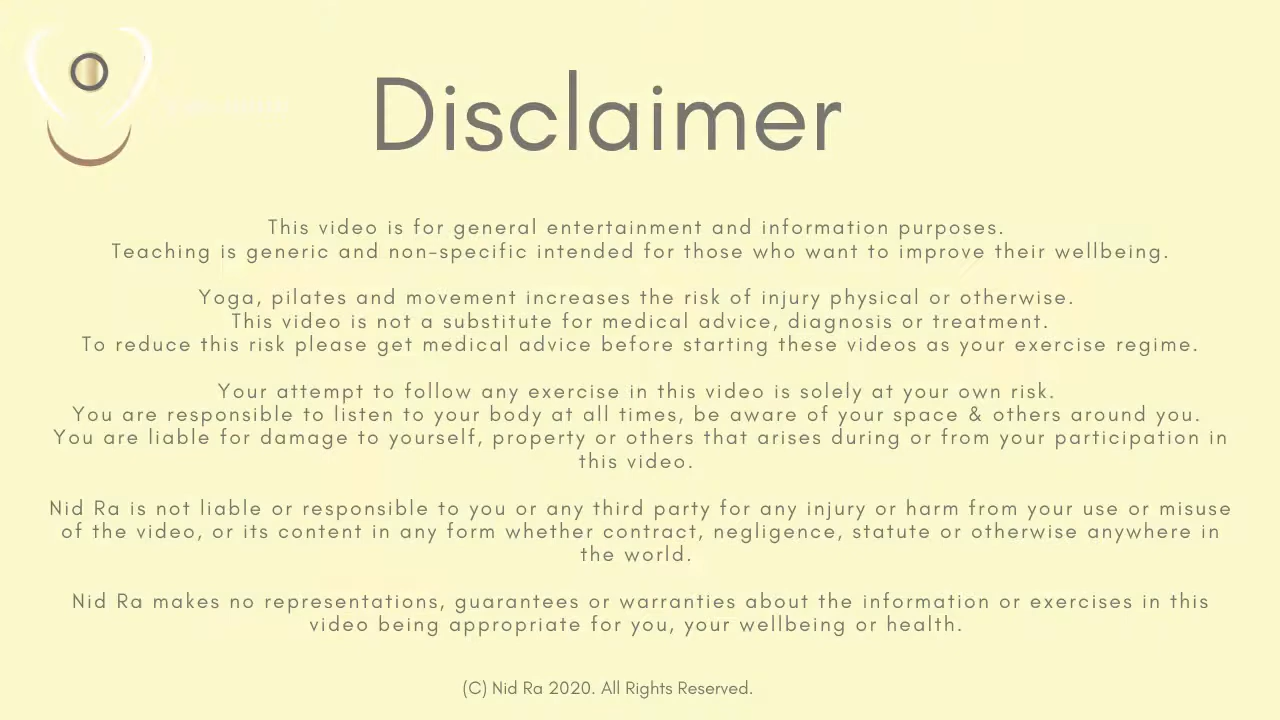 Disclaimer
This video is for general entertainment and information purposes.
Teaching is generic and non-specific intended for those who want to improve their wellbeing.
Yoga, pilates and movement increases the risk of injury physical or otherwise.
This video is not a substitute for medical advice, diagnosis or treatment.
To reduce this risk please get medical advice before starting these videos as your exercise regime.
Your attempt to follow any exercise in this video is solely at your own risk.
You are responsible to listen to your body at all times, be aware of your space & others around you.
You are liable for damage to yourself, property or others that arises during or from your participation in
this video.
Nid Ra is not liable or responsible to you or any third party for any injury or harm from your use or misuse
of the video, or its content in any form whether contract, negligence, statute or otherwise anywhere in
the world.
Nid Ra makes no representations, guarantees or warranties about the information or exercises in this
video being appropriate for you, your wellbeing or health.
(C) Nid Ra 2020. All Rights Reserved.